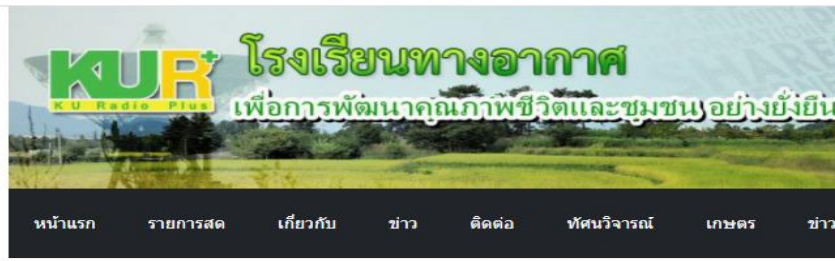 KUR+
KU Radio Plus
โรงเรียนทางอากาศ
เพื่อการพัฒนาคุณภาพชีวิตและชุมชน อย่างยั่งยืน
หน้าแรก รายการสด เกี่ยวกับ ข่าว ติดต่อ ทัศนวิจารณ์ เกษตร ข่าว